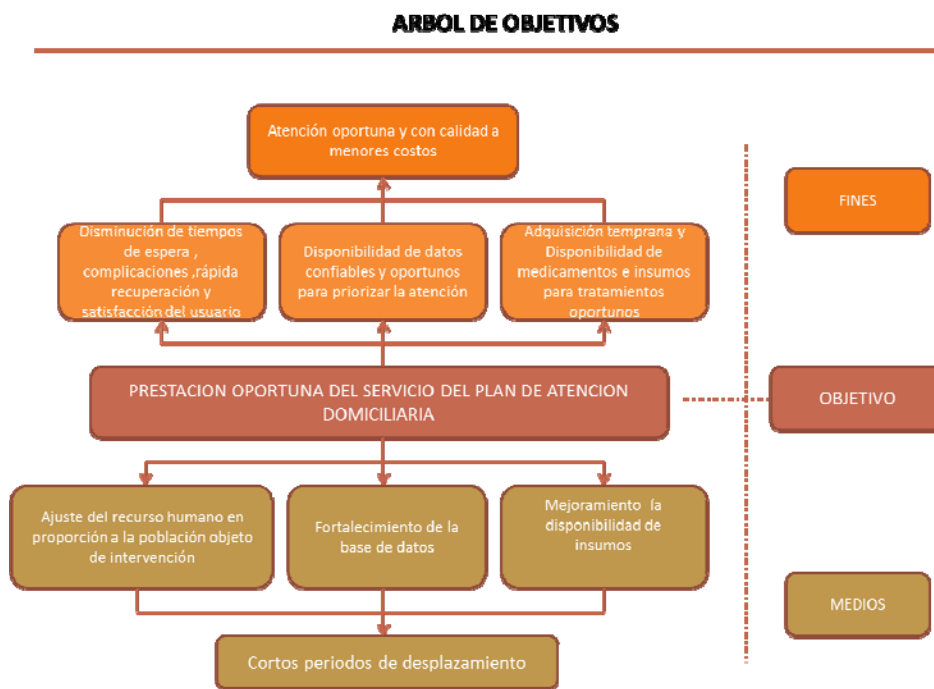 ARBOL DE OBJETIVOS
Atención oportuna y con calidad a
menores costos
FINES
Disminución de tiempos
de espera ,
complicaciones ,rápida
recuperación y
satisfacción del usuario
Disponibilidad de datos
confiables y oportunos
para priorizar la atención
Adquisición temprana y
Disponibilidad de
medicamentos e insumos
para tratamientos
oportunos
PRESTACION OPORTUNA DEL SERVICIO DEL PLAN DE ATENCION
DOMICILIARIA
OBJETIVO
Ajuste del recurso humano en
proporción a la población objeto
de intervención
Fortalecimiento de la
base de datos
Mejoramiento la
disponibilidad de
insumos
MEDIOS
Cortos periodos de desplazamiento